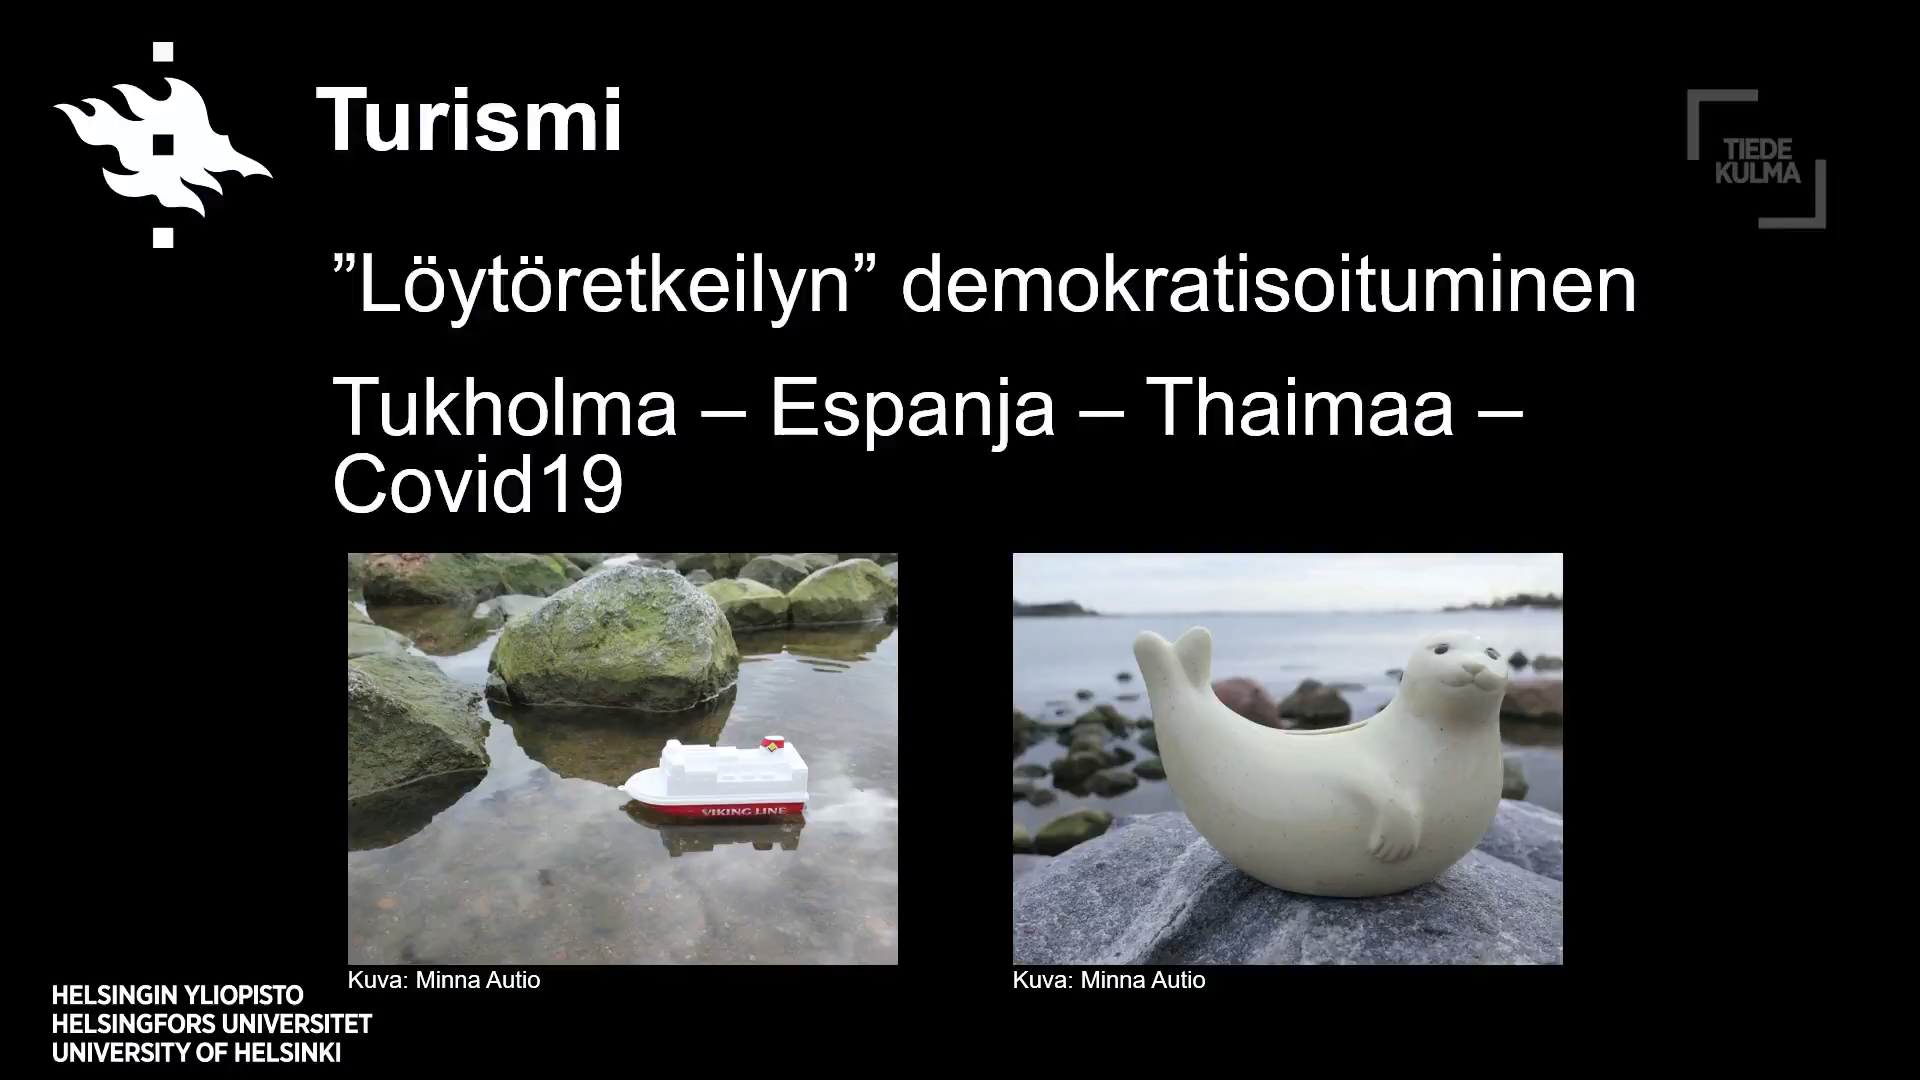 Turismi
TIEDE
KULMA
”Löytöretkeilyn” demokratisoituminen
Tukholma – Espanja – Thaimaa –
Covid19
VIKING LINE
Kuva: Minna Autio
Kuva: Minna Autio
HELSINGIN YLIOPISTO
HELSINGFORS UNIVERSITET
UNIVERSITY OF HELSINKI